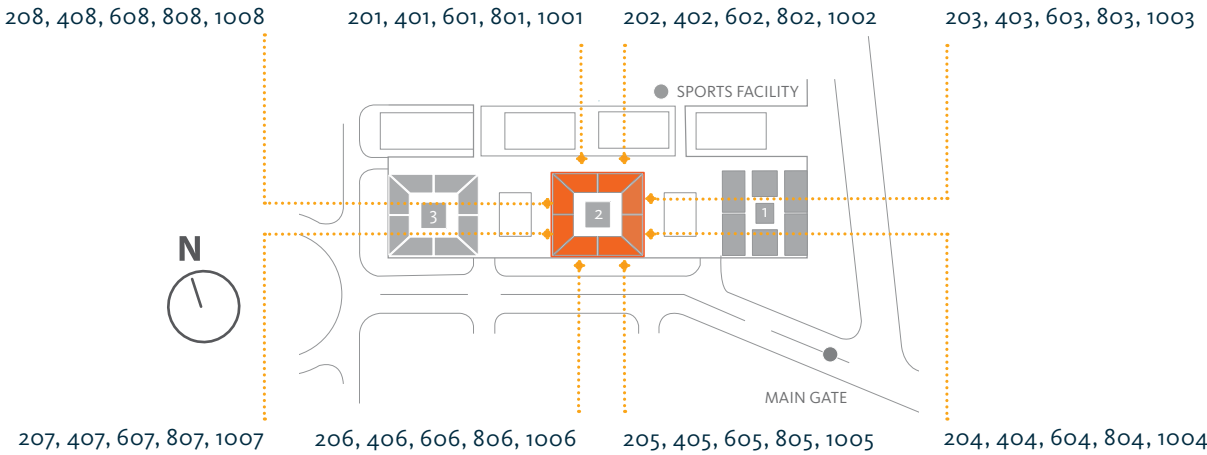 208, 408, 608, 808, 1008
201, 401, 601, 801, 1001
202, 402, 602, 802, 1002
203, 403, 603, 803, 1003
SPORTS FACILITY
3
2
1
N
MAIN GATE
207, 407, 607, 807, 1007
206, 406, 606, 806, 1006
205, 405, 605, 805, 1005
204, 404, 604, 804, 1004